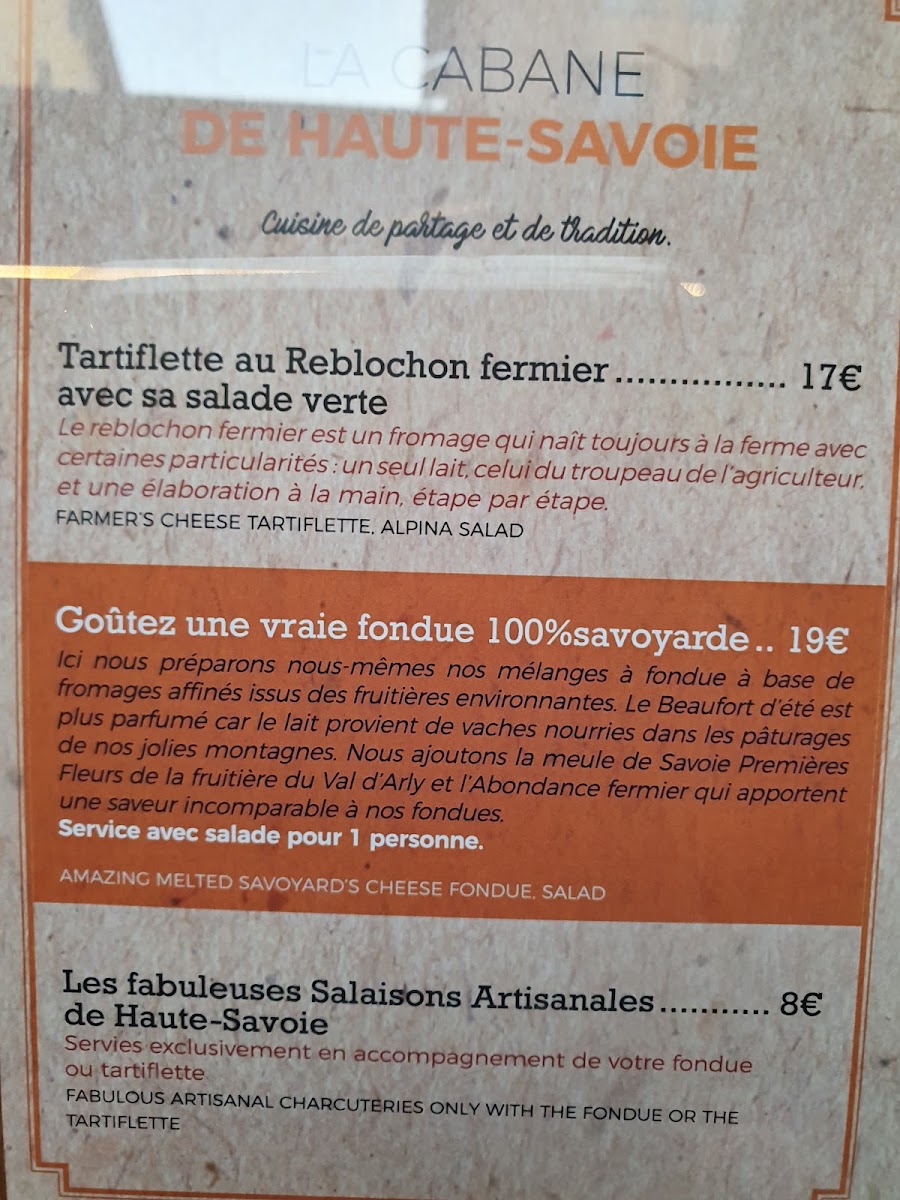 LA CABANE
DE HAUTE-SAVOIE
Cuisine de partage et de tradition.
Tartiflette au Reblochon fermier................ 17€
avec sa salade verte
Le reblochon fermier est un fromage qui naît toujours à la ferme avec
certaines particularités : un seul lait, celui du troupeau de l'agriculteur,
et une élaboration à la main, étape par étape.
FARMER'S CHEESE TARTIFLETTE, ALPINA SALAD
Goûtez une vraie fondue 100%savoyarde.. 19€
Ici nous préparons nous-mêmes nos mélanges à fondue à base de
fromages affinés issus des fruitières environnantes. Le Beaufort d'été est
plus parfumé car le lait provient de vaches nourries dans les pâturages
de nos jolies montagnes. Nous ajoutons la meule de Savoie Premières
Fleurs de la fruitière du Val d'Arly et l'Abondance fermier qui apportent
une saveur incomparable à nos fondues.
Service avec salade pour 1 personne.
AMAZING MELTED SAVOYARD'S CHEESE FONDUE, SALAD
Les fabuleuses Salaisons Artisanales........... 8€
de Haute-Savoie
Servies exclusivement en accompagnement de votre fondue
ou tartiflette
FABULOUS ARTISANAL CHARCUTERIES ONLY WITH THE FONDUE OR THE
TARTIFLETTE